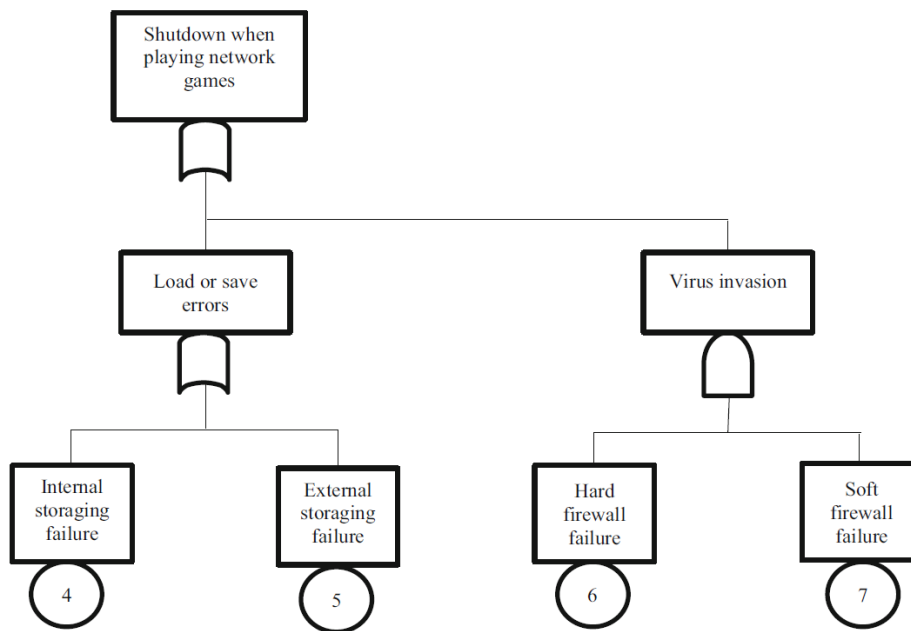 Shutdown when
playing network
games
Load or save
errors
Virus invasion
Internal
storaging
failure
External
storaging
failure
Hard
firewall
failure
Soft
firewall
failure
4
5
6
7